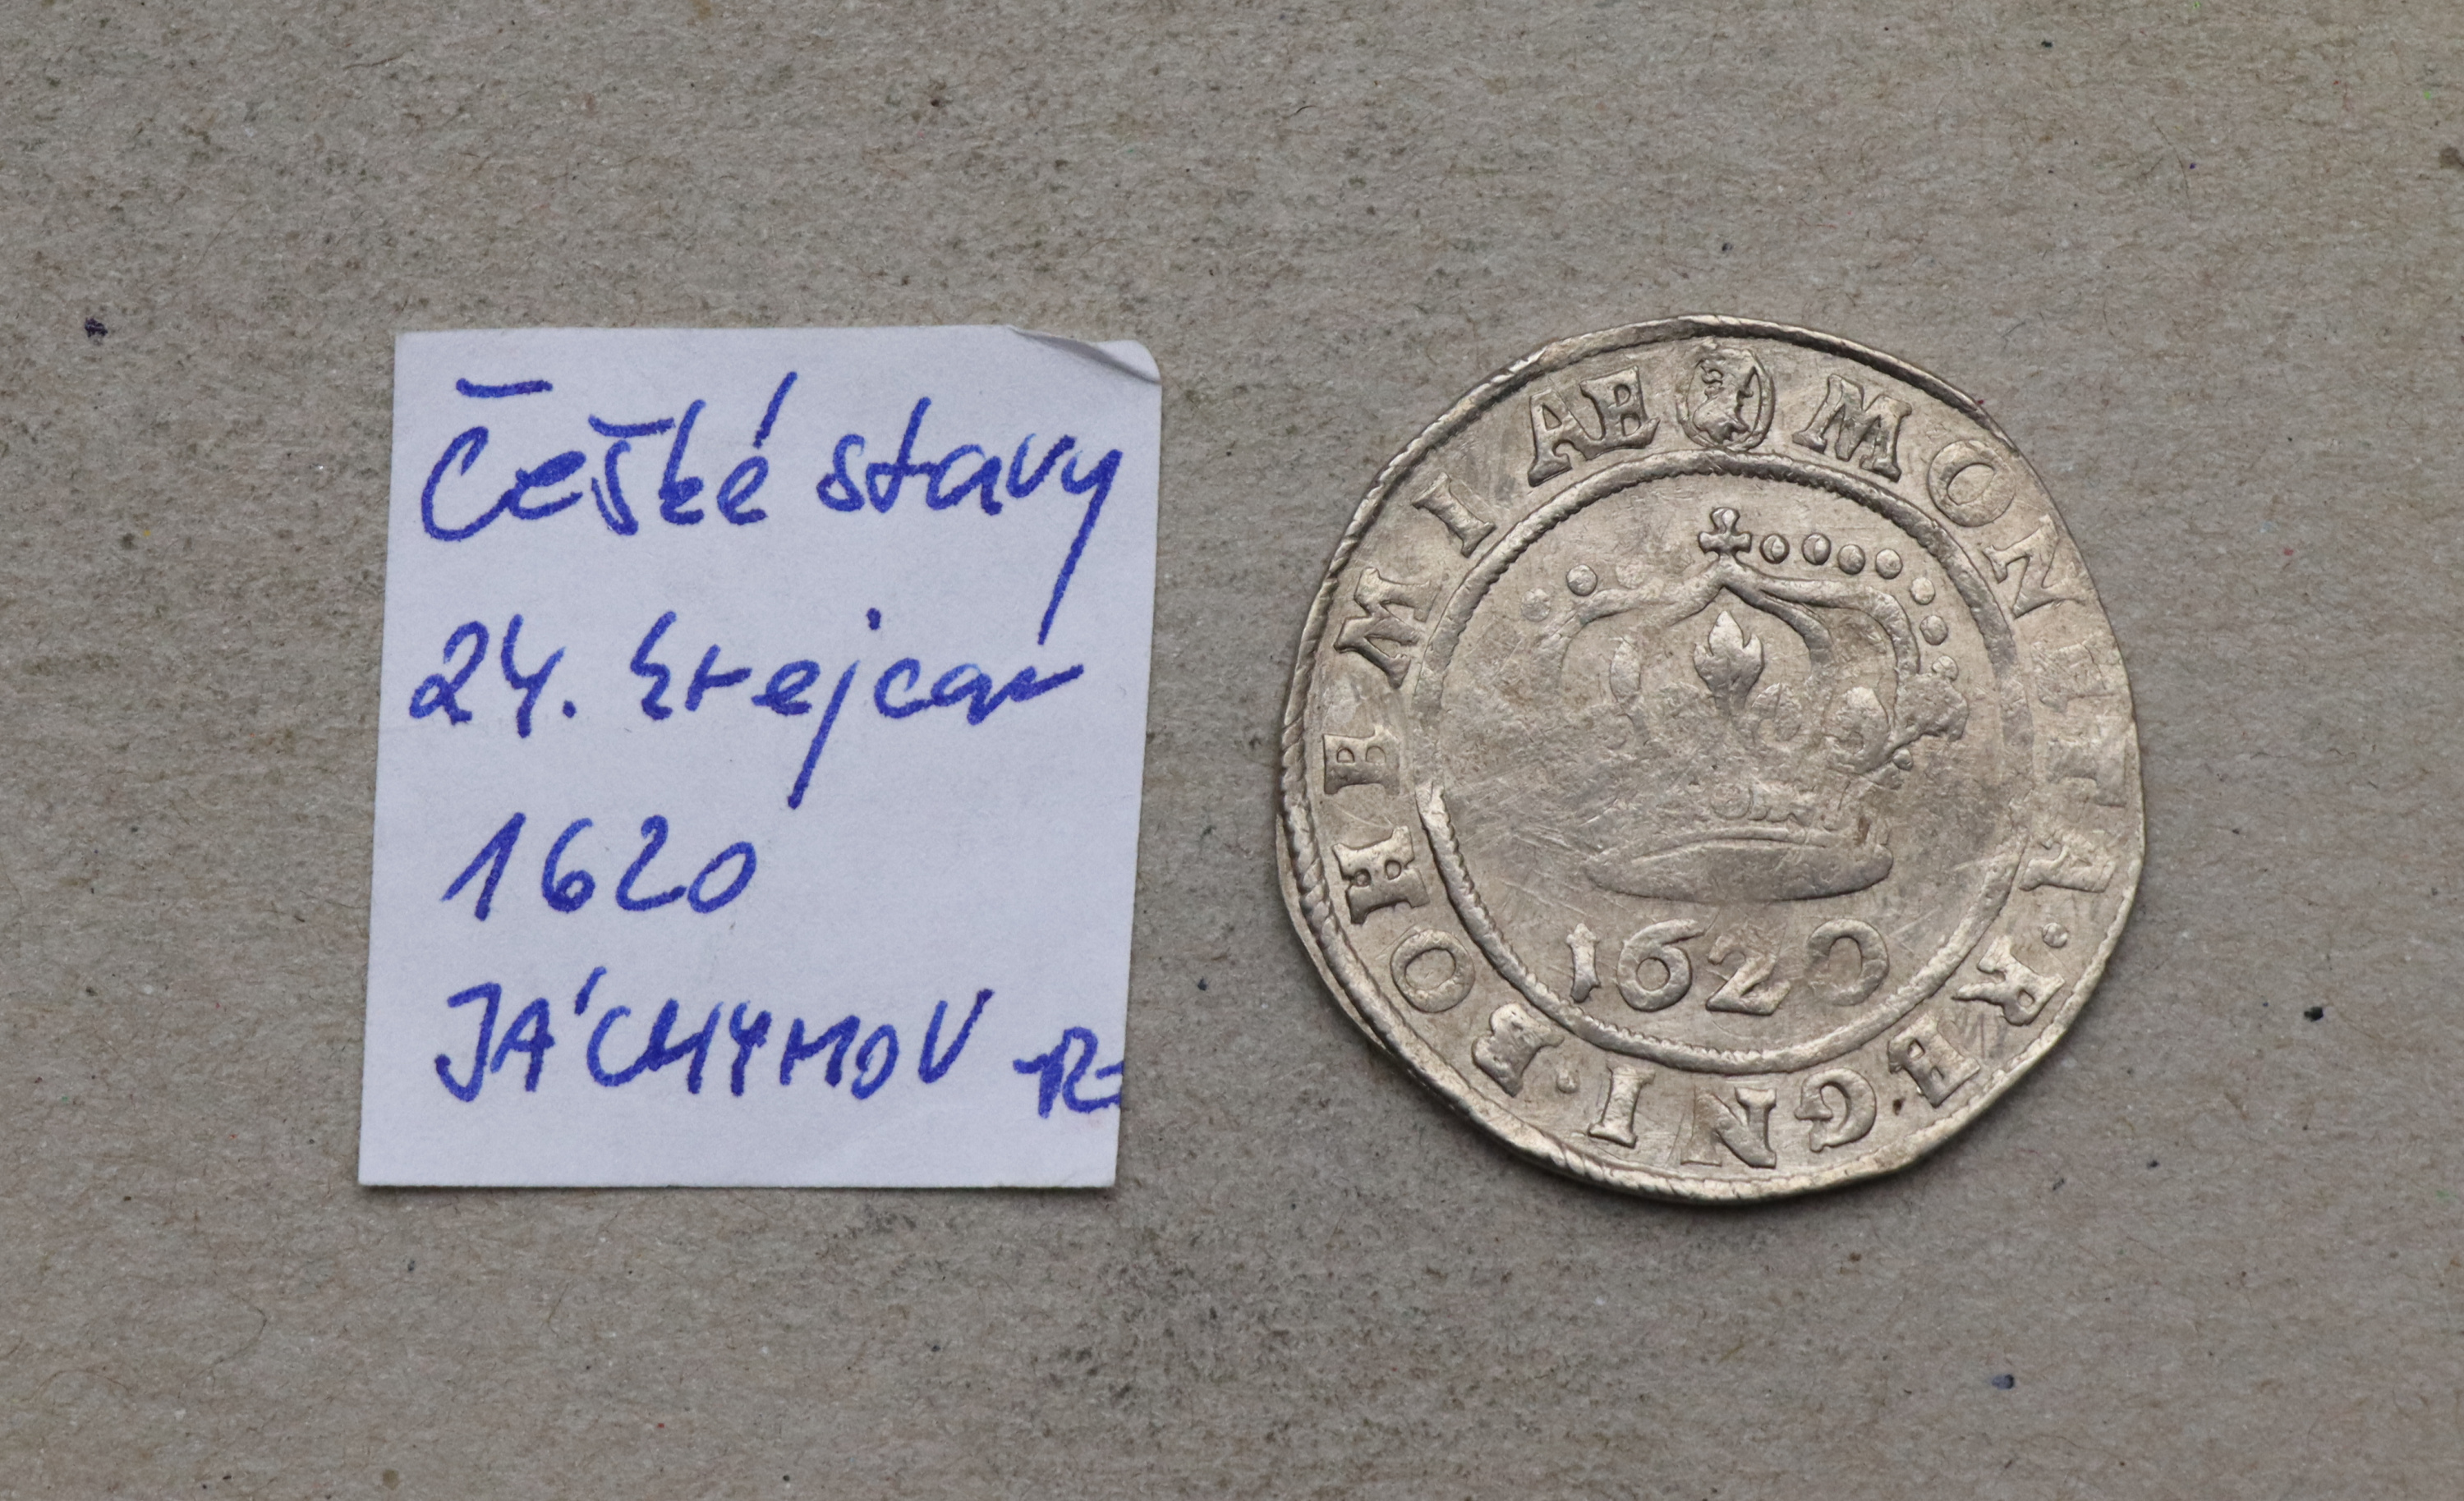 České stavy
24. krejcar
1620
JÁCHYMOV -R-
MONETA·REGNI·BOHEMIAE
1620